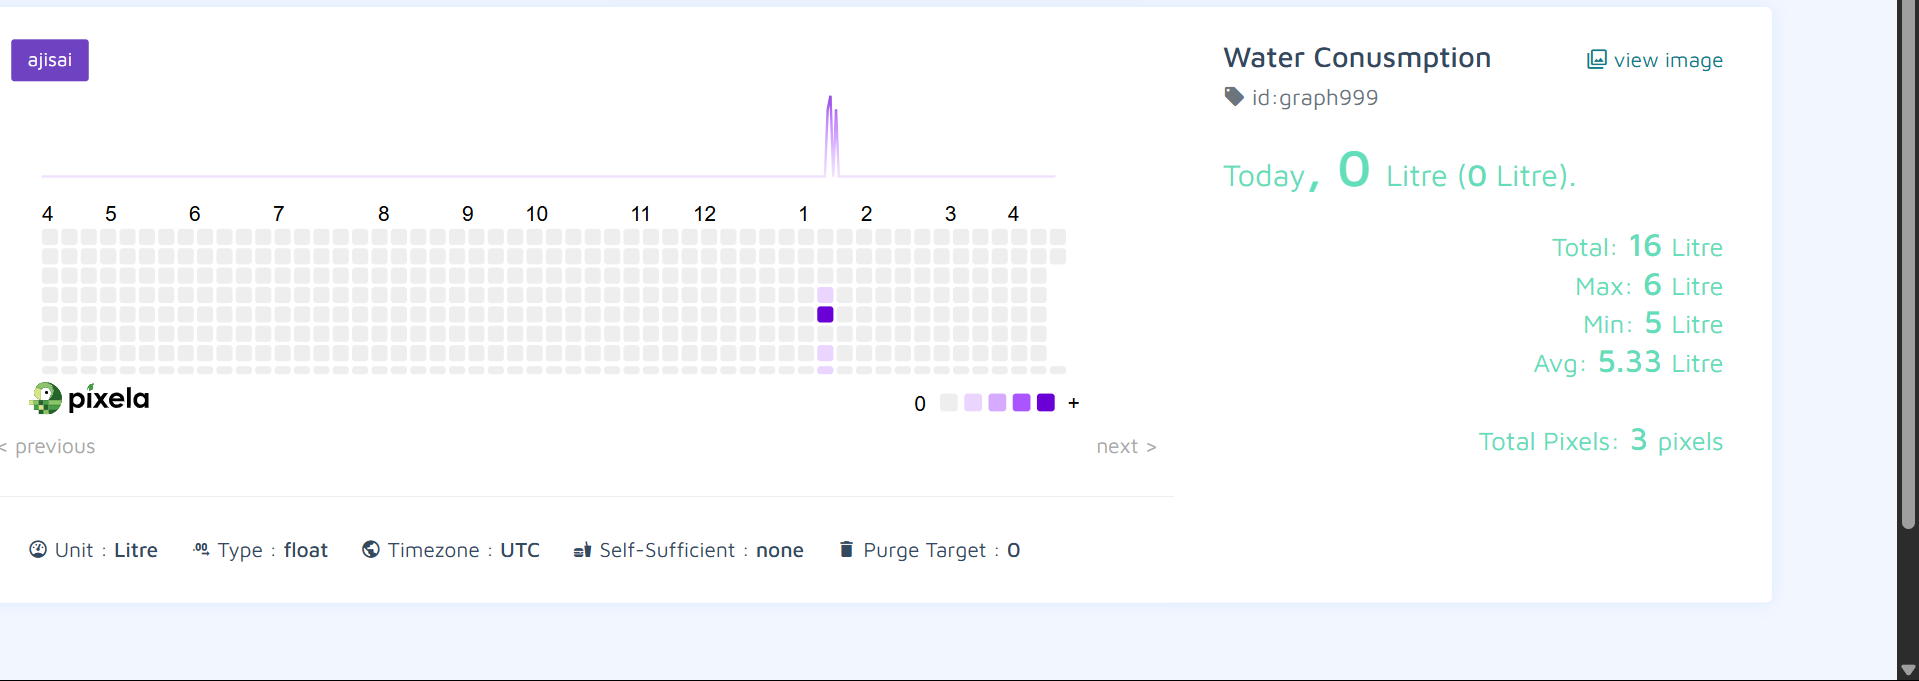 ajisai
4 5 6 7 8 9 10 11 12 1 2 3 4
pixela
0 +
< previous
next >
Unit : Litre
Type : float
Timezone : UTC
Self-Sufficient : none
Purge Target : 0
Water Conusmption
view image
id:graph999
Today, 0 Litre (0 Litre).
Total: 16 Litre
Max: 6 Litre
Min: 5 Litre
Avg: 5.33 Litre
Total Pixels: 3 pixels